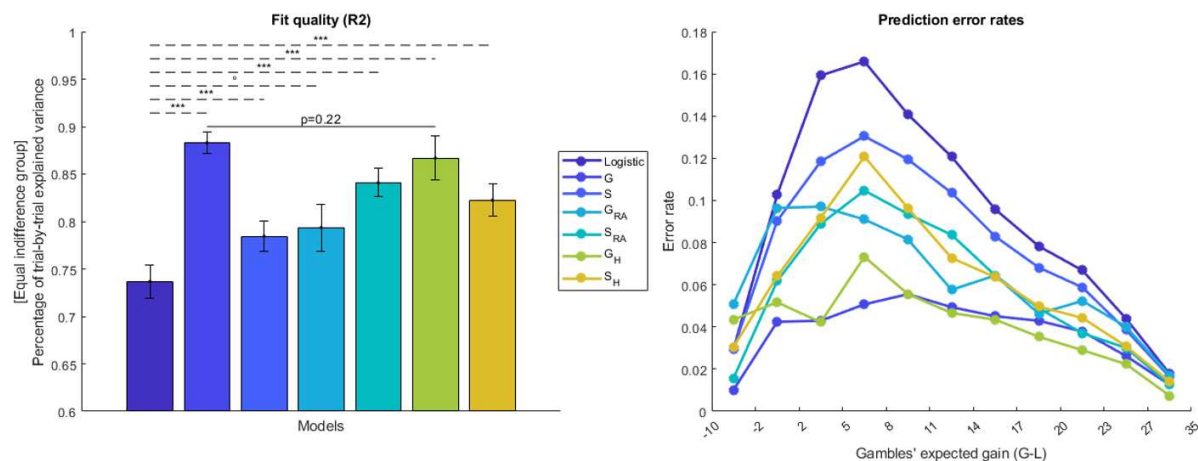 Fit quality (R2)
[Equal indifference group]
Percentage of trial-by-trial explained variance
1
0.95
0.9
0.85
0.8
0.75
0.7
0.65
0.6
***
***
***
°
***
***
p=0.22
Models
Logistic
G
S
G_RA
S_RA
G_H
S_H
Prediction error rates
Error rate
0.18
0.16
0.14
0.12
0.1
0.08
0.06
0.04
0.02
0
-10 -2 2 5 6 11 14 17 20 23 28 35
Gambles' expected gain (G-L)